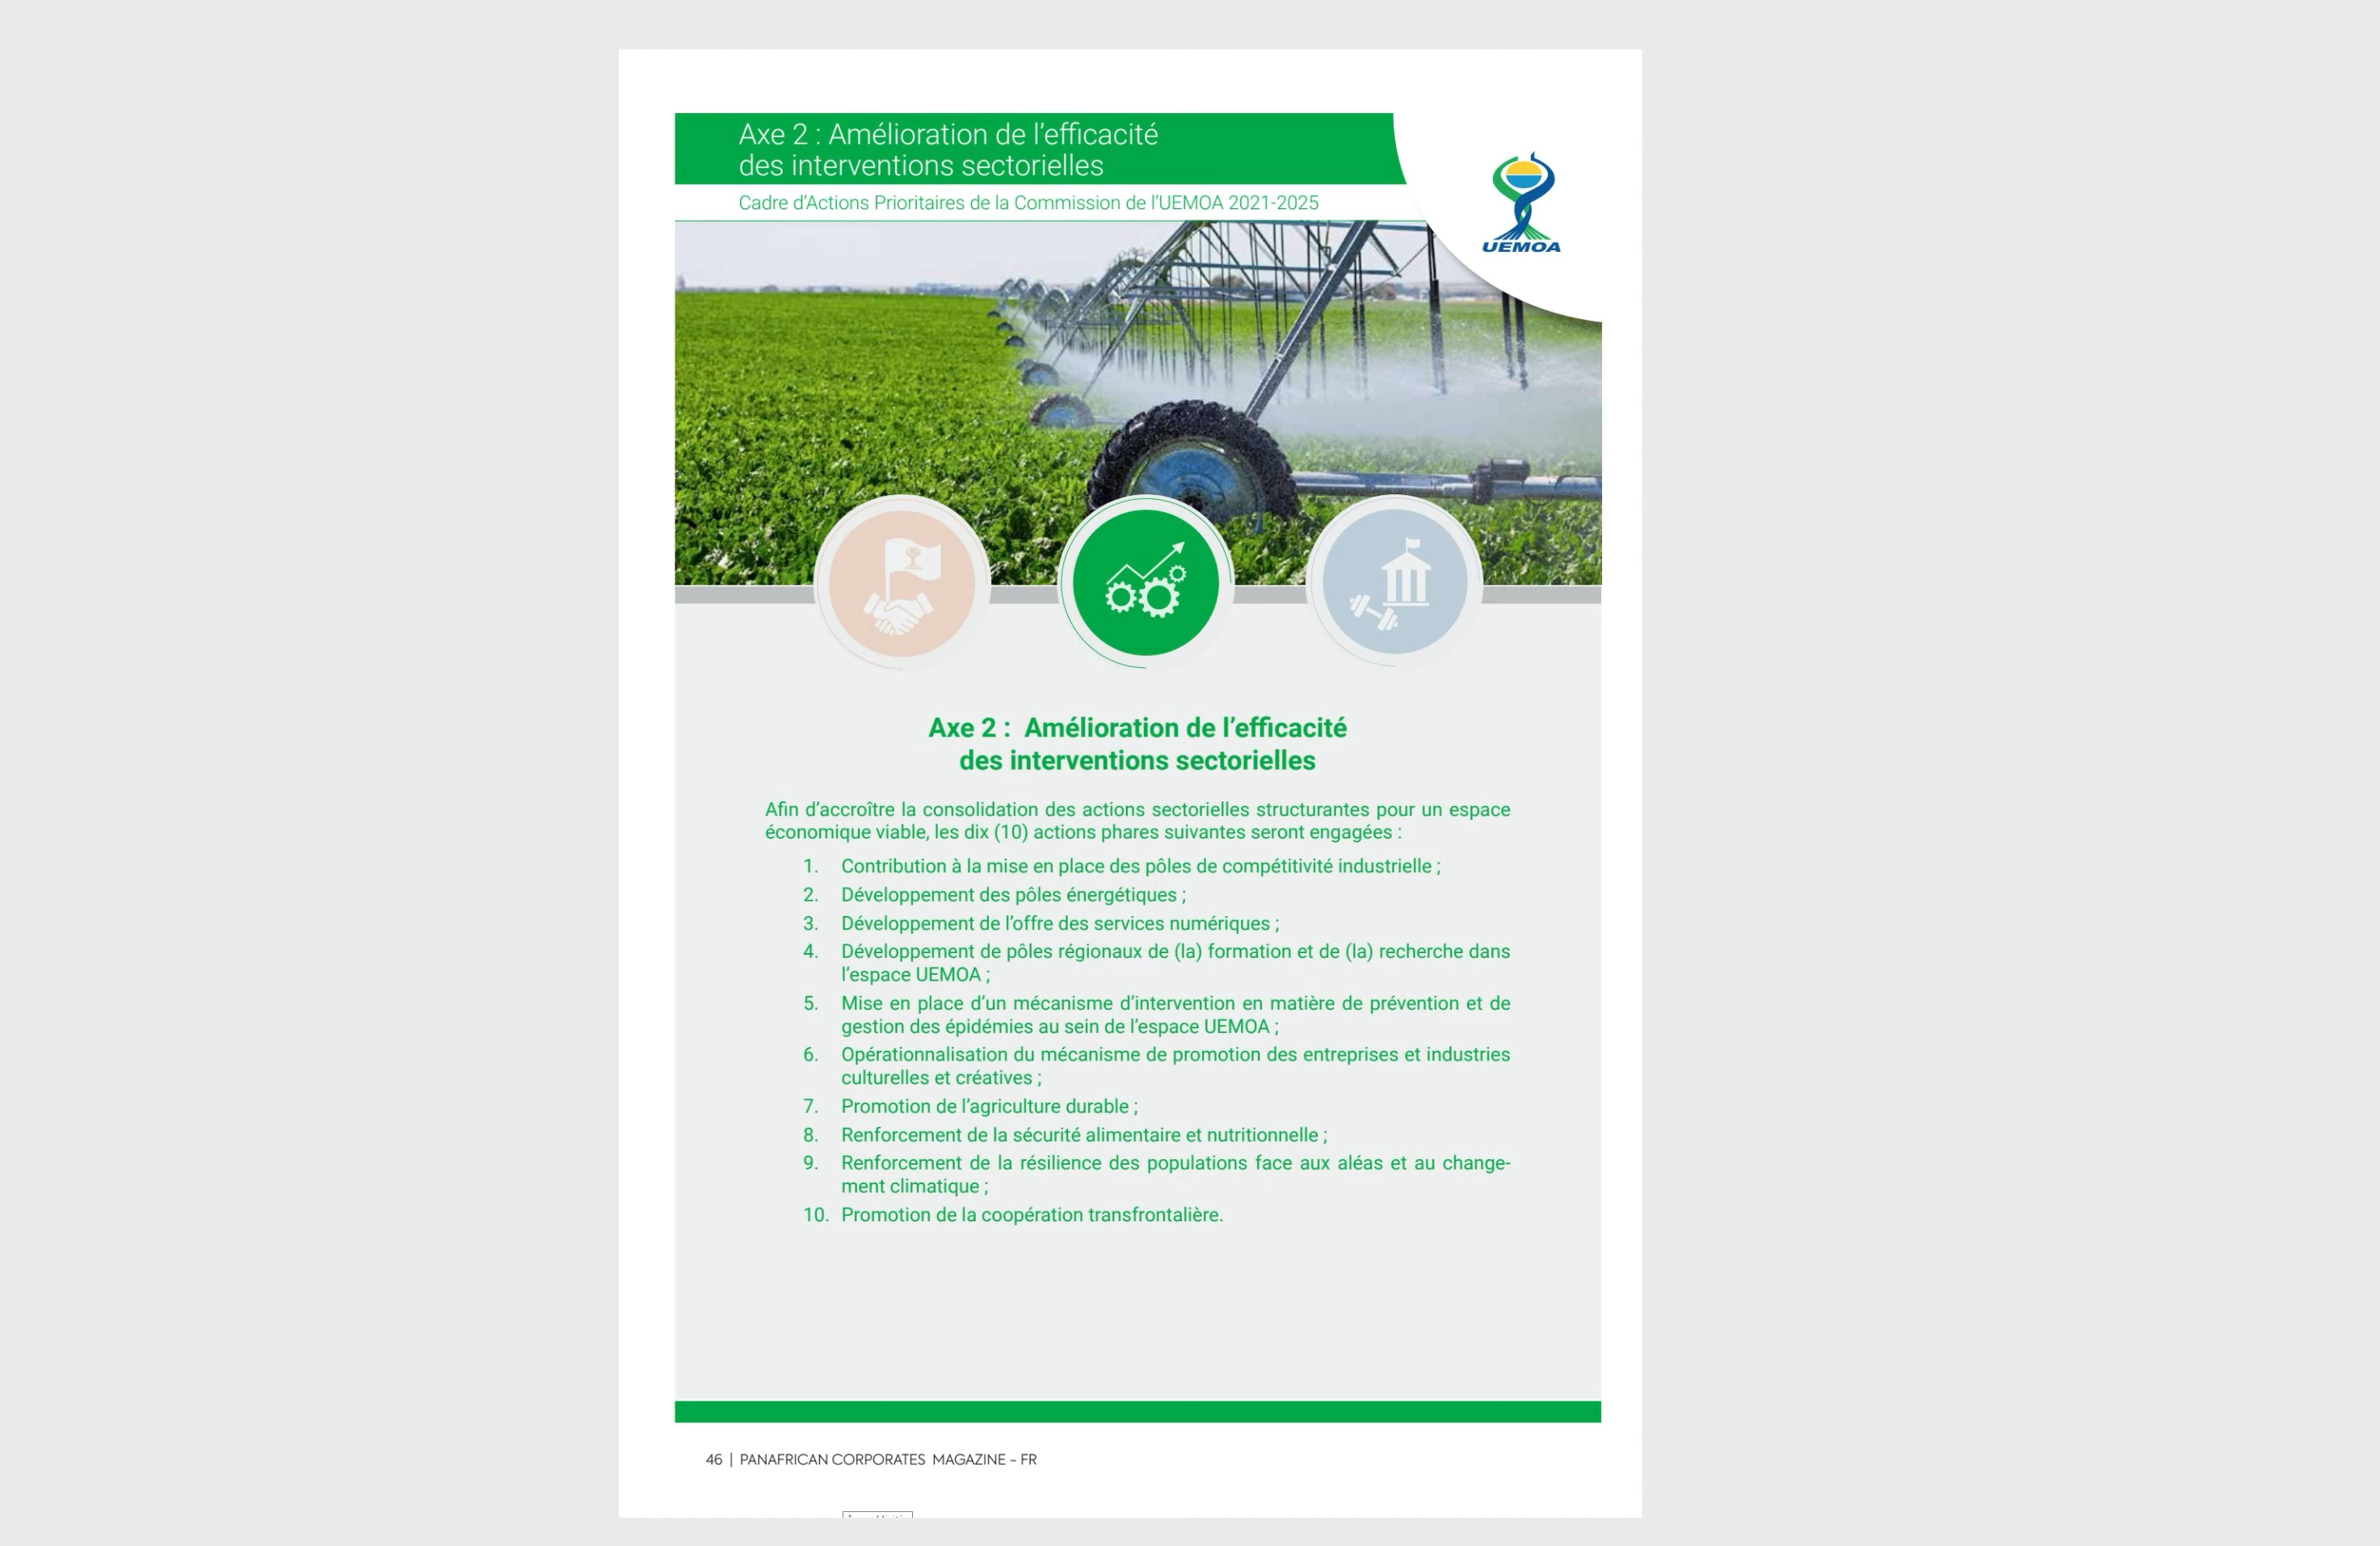 Axe 2 : Amélioration de l’efficacité
des interventions sectorielles
Cadre d’Actions Prioritaires de la Commission de l’UEMOA 2021-2025
UEMOA
Axe 2 :  Amélioration de l’efficacité
des interventions sectorielles
Afin d’accroître la consolidation des actions sectorielles structurantes pour un espace
économique viable, les dix (10) actions phares suivantes seront engagées :
1. Contribution à la mise en place des pôles de compétitivité industrielle ;
2. Développement des pôles énergétiques ;
3. Développement de l’offre des services numériques ;
4. Développement de pôles régionaux de (la) formation et de (la) recherche dans
l’espace UEMOA ;
5. Mise en place d’un mécanisme d’intervention en matière de prévention et de
gestion des épidémies au sein de l’espace UEMOA ;
6. Opérationnalisation du mécanisme de promotion des entreprises et industries
culturelles et créatives ;
7. Promotion de l’agriculture durable ;
8. Renforcement de la sécurité alimentaire et nutritionnelle ;
9. Renforcement de la résilience des populations face aux aléas et au change-
ment climatique ;
10. Promotion de la coopération transfrontalière.
46 | PANAFRICAN CORPORATES  MAGAZINE – FR